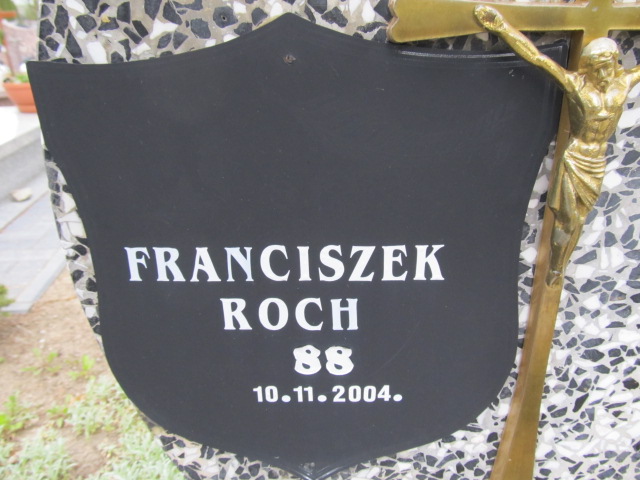 FRANCISZEK
ROCH
88
10.11.2004.